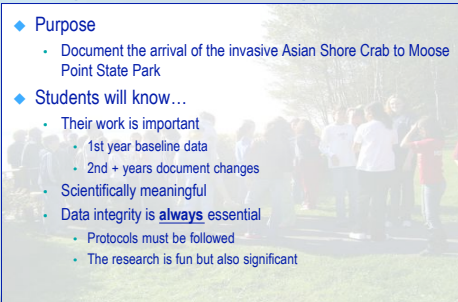 Purpose
Document the arrival of the invasive Asian Shore Crab to Moose
Point State Park
Students will know…
Their work is important
1st year baseline data
2nd + years document changes
Scientifically meaningful
Data integrity is always essential
Protocols must be followed
The research is fun but also significant